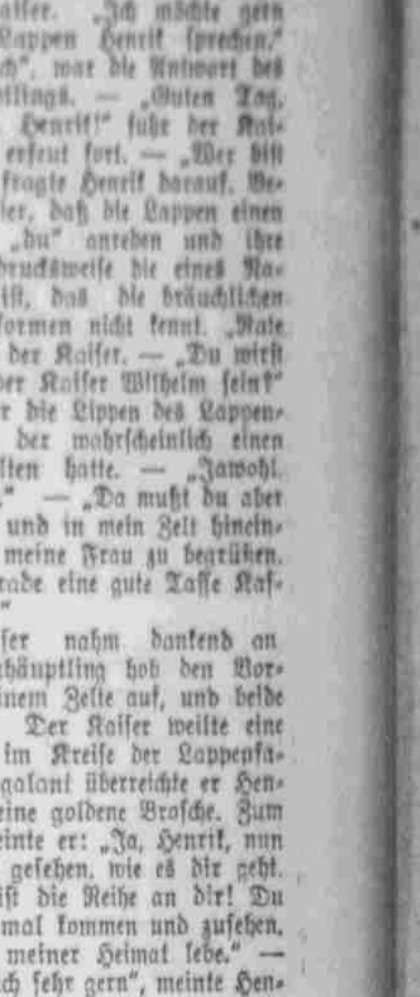 aiser. „Ich möchte gern
Lappen Henrik sprechen."
ch", war die Antwort des
tlings. — „Guten Tag,
Henrik!" fuhr der Kai-
erfeut fort. — „Wer bist
fragte Henrik darauf. Be-
ier, daß die Lappen einen
„du" anreden und ihre
drucksweise die eines Na-
ist, das die bräuchlichen
formen nicht kennt. „Rate
der Kaiser. — „Du wirst
der Kaiser Wilhelm sein?"
r die Lippen des Lappen-
der wahrscheinlich einen
lten hatte. — „Jawohl.
." — „Da mußt du aber
und in mein Zelt hinein-
meine Frau zu begrüßen.
rade eine gute Tasse Kaf-
"
ser nahm dankend an
häuptling hob den Vor-
inem Zelte auf, und beide
Der Kaiser weilte eine
im Kreise der Lappenfa-
galant überreichte er Hen-
eine goldene Brosche. Zum
einte er: „Ja, Henrik, nun
gesehen, wie es dir geht.
ist die Reihe an dir! Du
mal kommen und zusehen,
meiner Heimat lebe." —
ch sehr gern", meinte Hen-